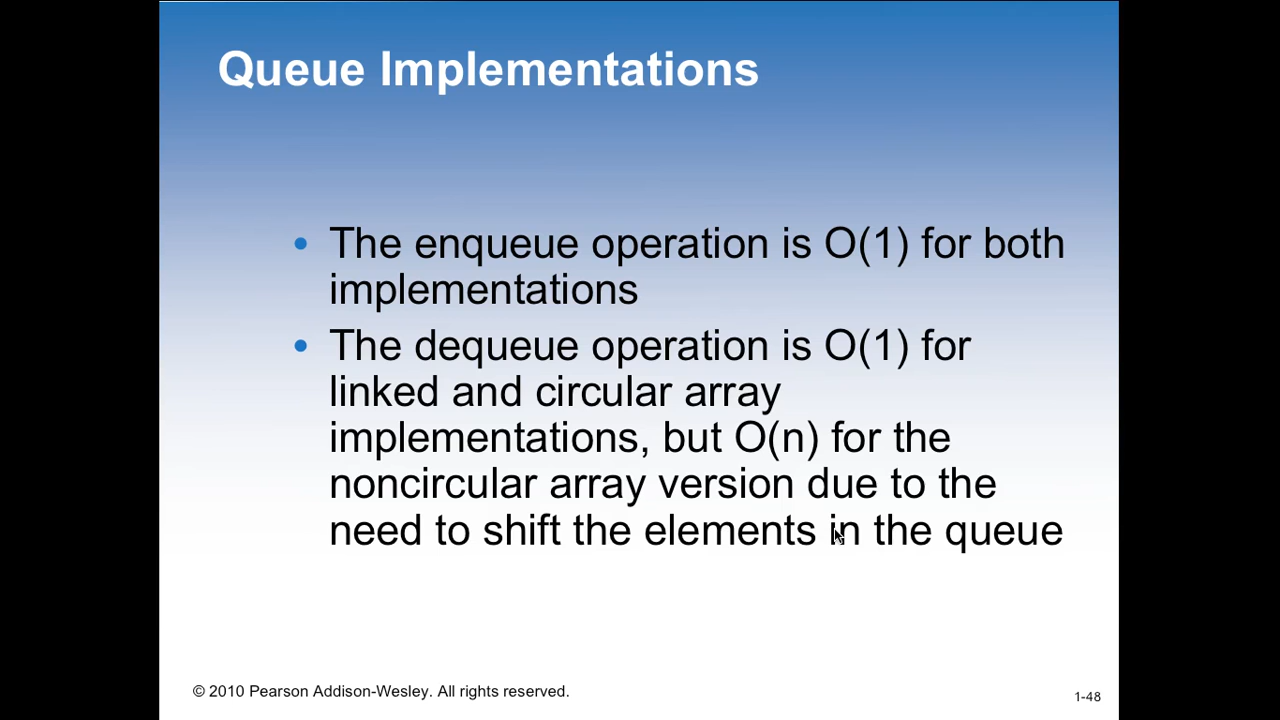 Queue Implementations
• The enqueue operation is O(1) for both
implementations
• The dequeue operation is O(1) for
linked and circular array
implementations, but O(n) for the
noncircular array version due to the
need to shift the elements in the queue
© 2010 Pearson Addison-Wesley. All rights reserved.
1-48